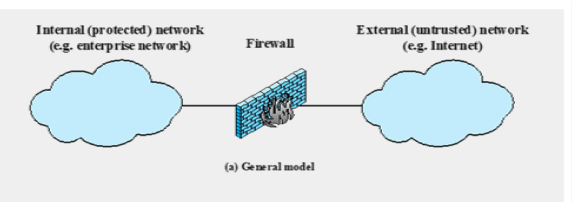 Internal (protected) network
(e.g. enterprise network)
Firewall
External (untrusted) network
(e.g. Internet)
(a) General model